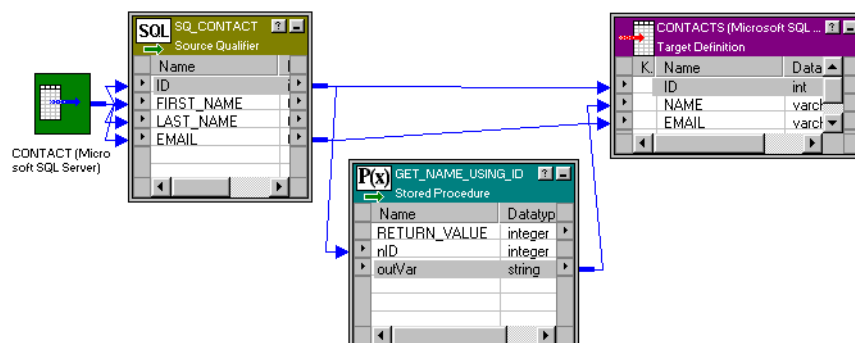 CONTACT (Micro
soft SQL Server)
SQL
SQ_CONTACT
Source Qualifier
Name
ID
FIRST_NAME
LAST_NAME
EMAIL
P(x)
GET_NAME_USING_ID
Stored Procedure
Name Datatyp
RETURN_VALUE integer
nID integer
outVar string
CONTACTS (Microsoft SQL ...
Target Definition
K. Name Data
ID int
NAME varch
EMAIL varch